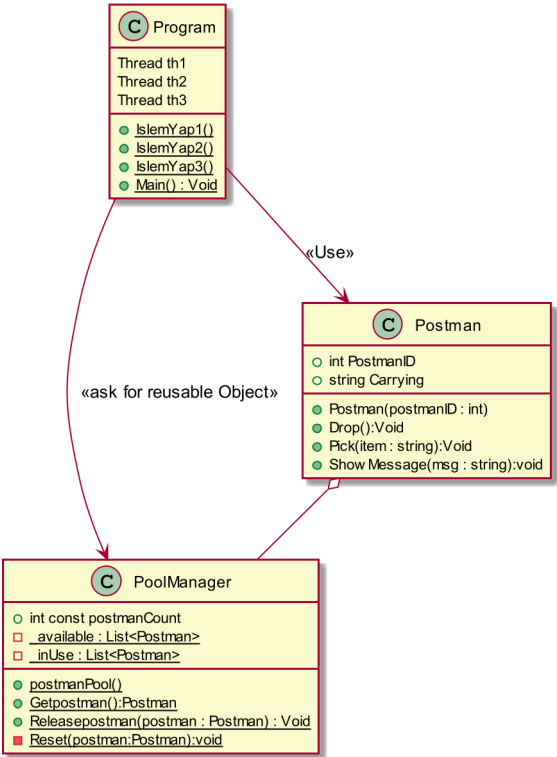 C Program
Thread th1
Thread th2
Thread th3
IslemYap1()
IslemYap2()
IslemYap3()
Main() : Void
«Use»
C Postman
int PostmanID
string Carrying
Postman(postmanID : int)
Drop():Void
Pick(item : string):Void
Show Message(msg : string):void
«ask for reusable Object»
C PoolManager
int const postmanCount
_available : List<Postman>
_inUse : List<Postman>
postmanPool()
Getpostman():Postman
Releasepostman(postman : Postman) : Void
Reset(postman:Postman):void